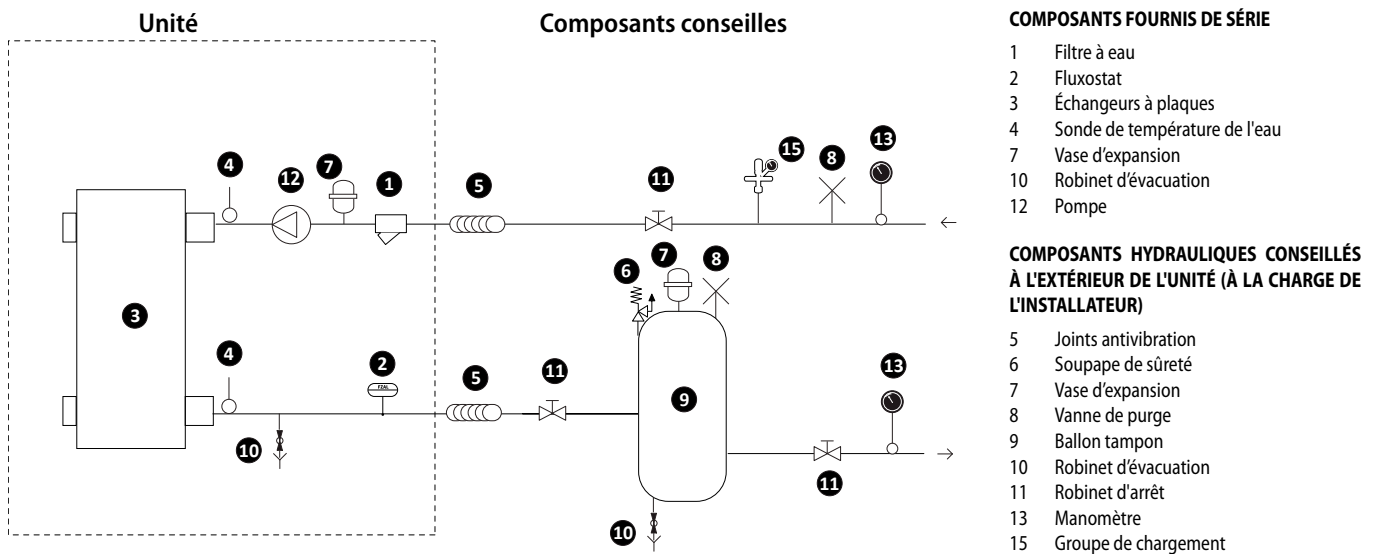 Unité
Composants conseilles
4
12
7
1
5
11
15
8
13
3
6
7
8
4
2
FZAL
5
11
9
13
10
11
10
COMPOSANTS FOURNIS DE SÉRIE
1 Filtre à eau
2 Fluxostat
3 Échangeurs à plaques
4 Sonde de température de l'eau
7 Vase d’expansion
10 Robinet d’évacuation
12 Pompe
COMPOSANTS HYDRAULIQUES CONSEILLÉS
À L'EXTÉRIEUR DE L'UNITÉ (À LA CHARGE DE
L'INSTALLATEUR)
5 Joints antivibration
6 Soupape de sûreté
7 Vase d’expansion
8 Vanne de purge
9 Ballon tampon
10 Robinet d’évacuation
11 Robinet d'arrêt
13 Manomètre
15 Groupe de chargement